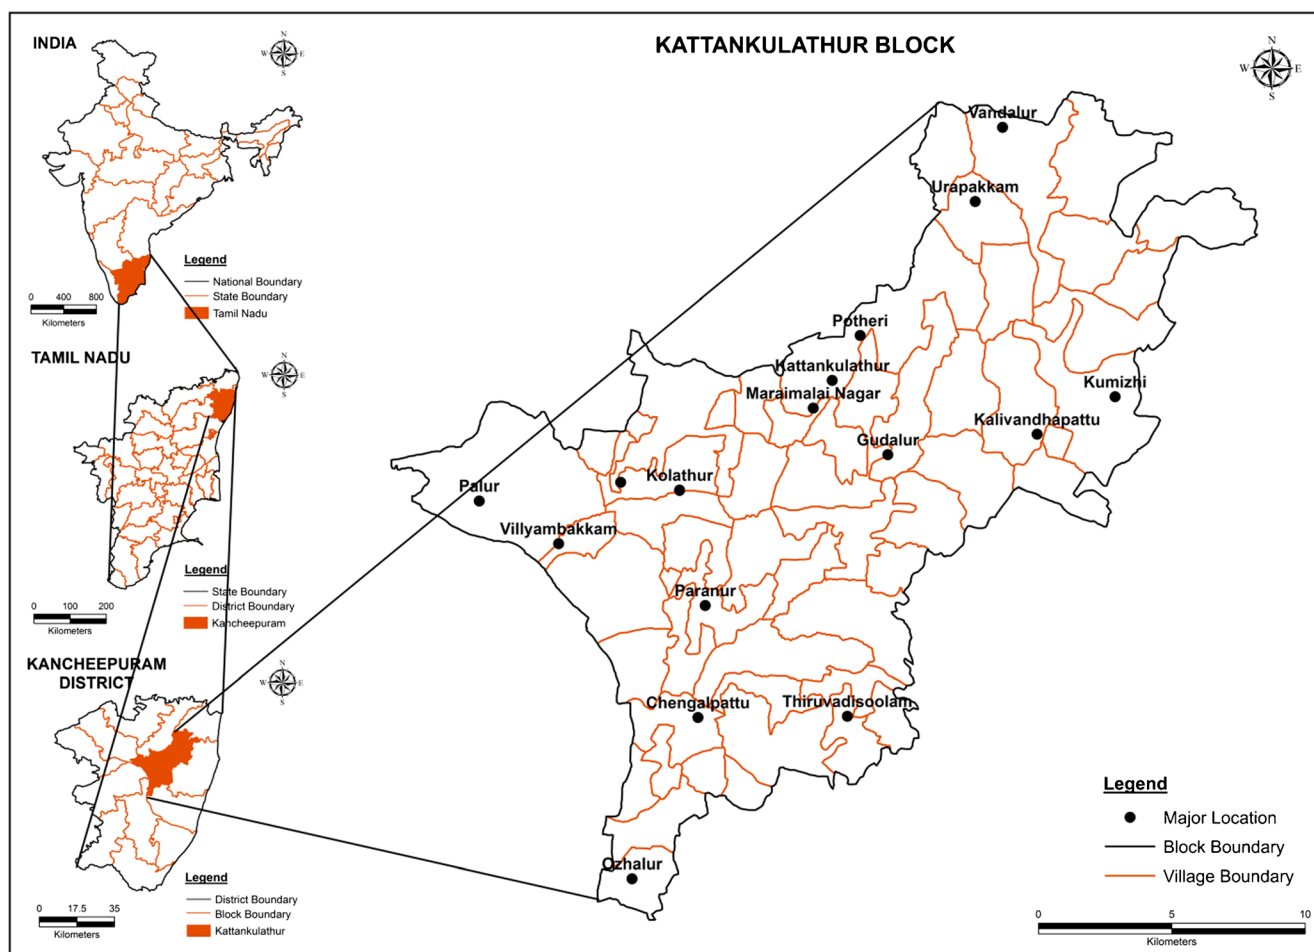 KATTANKULATHUR BLOCK
INDIA
N
W E
S
Legend
National Boundary
State Boundary
Tamil Nadu
0 400 800
Kilometers
TAMIL NADU
N
W E
S
Legend
State Boundary
District Boundary
Kancheepuram
0 100 200
Kilometers
KANCHEEPURAM
DISTRICT
N
W E
S
Legend
District Boundary
Block Boundary
Kattankulathur
0 17.5 35
Kilometers
N
W E
S
Vandalur
Urapakkam
Potheri
Kattankulathur
Maraimalai Nagar
Kumizhi
Kalivandhapattu
Gudalur
Kolathur
Palur
Villyambakkam
Paranur
Chengalpattu
Thiruvadisoolam
Ozhalur
Legend
Major Location
Block Boundary
Village Boundary
0 5 10
Kilometers